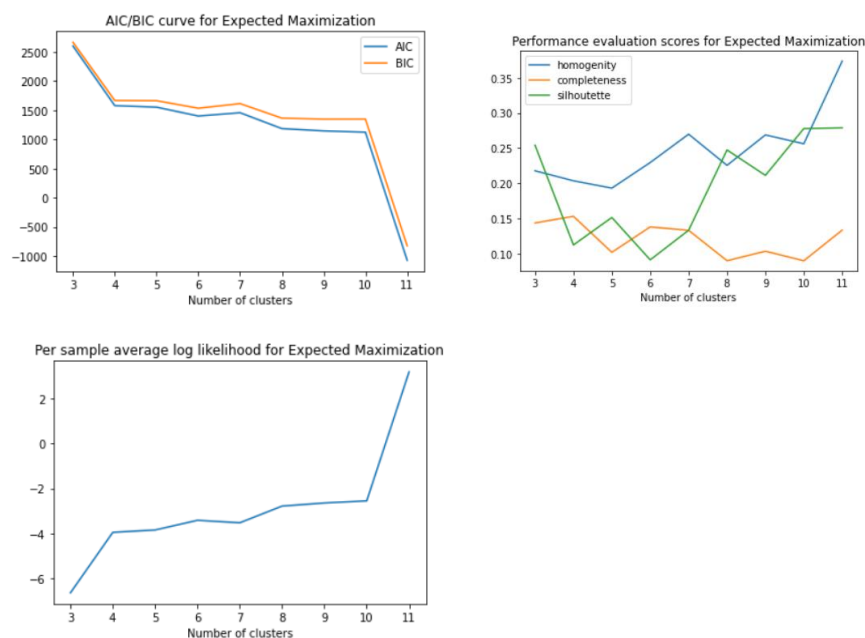 AIC/BIC curve for Expected Maximization
AIC
BIC
2500
2000
1500
1000
500
0
−500
−1000
3 4 5 6 7 8 9 10 11
Number of clusters
Performance evaluation scores for Expected Maximization
homogenity
completeness
silhoutette
0.35
0.30
0.25
0.20
0.15
0.10
3 4 5 6 7 8 9 10 11
Number of clusters
Per sample average log likelihood for Expected Maximization
2
0
−2
−4
−6
3 4 5 6 7 8 9 10 11
Number of clusters